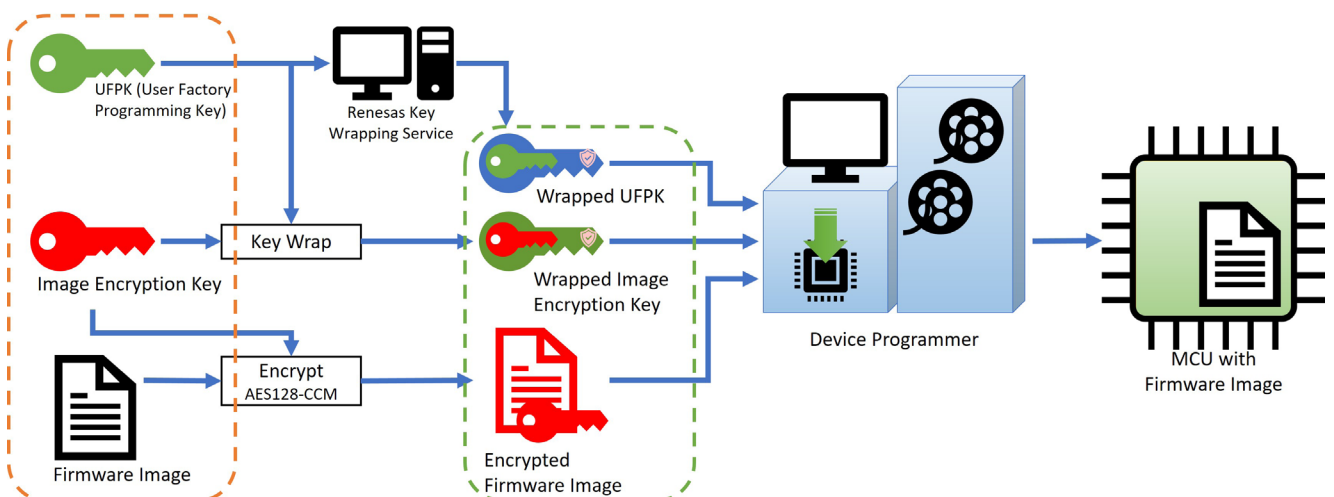 UFPK (User Factory
Programming Key)
Renesas Key
Wrapping Service
Wrapped UFPK
Key Wrap
Image Encryption Key
Wrapped Image
Encryption Key
Device Programmer
Encrypt
AES128-CCM
MCU with
Firmware Image
Firmware Image
Encrypted
Firmware Image